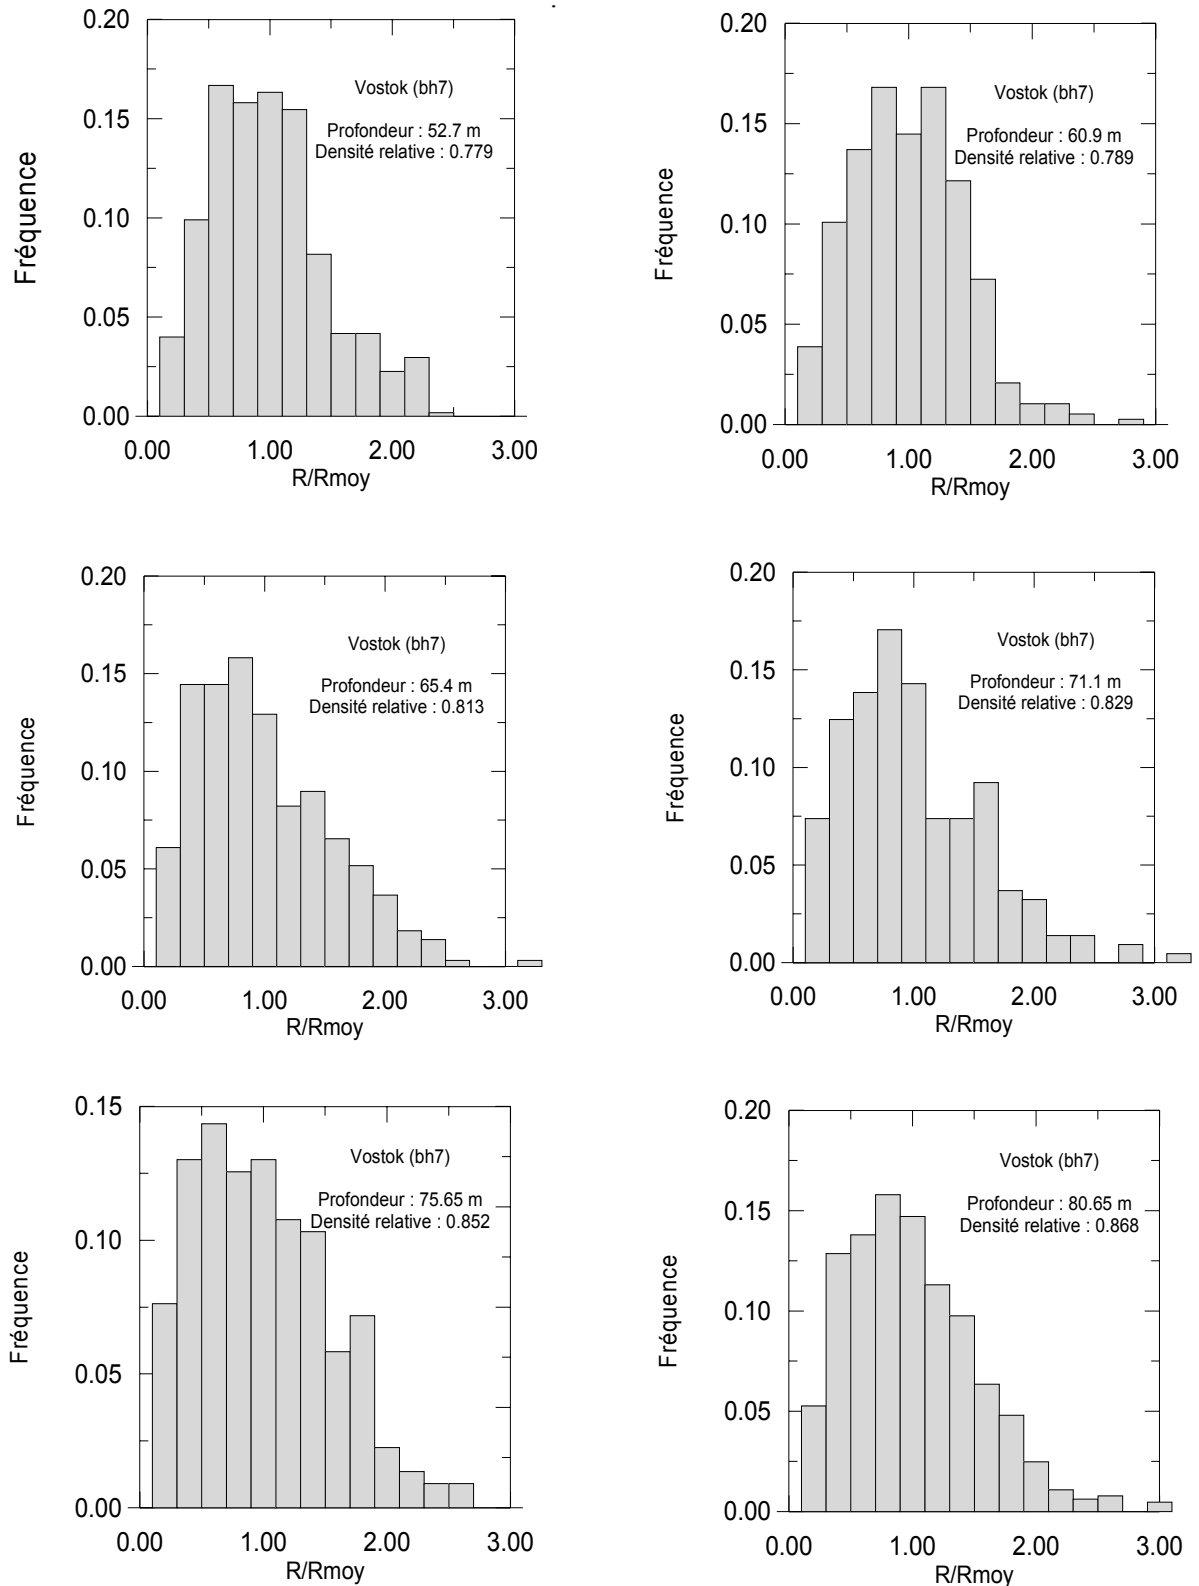 0.20
Vostok (bh7)
Profondeur : 52.7 m
Densité relative : 0.779
0.15
0.10
0.05
0.00
Fréquence
0.00 1.00 2.00 3.00
R/Rmoy
0.20
Vostok (bh7)
Profondeur : 60.9 m
Densité relative : 0.789
0.15
0.10
0.05
0.00
Fréquence
0.00 1.00 2.00 3.00
R/Rmoy
0.20
Vostok (bh7)
Profondeur : 65.4 m
Densité relative : 0.813
0.15
0.10
0.05
0.00
Fréquence
0.00 1.00 2.00 3.00
R/Rmoy
0.20
Vostok (bh7)
Profondeur : 71.1 m
Densité relative : 0.829
0.15
0.10
0.05
0.00
Fréquence
0.00 1.00 2.00 3.00
R/Rmoy
0.15
Vostok (bh7)
Profondeur : 75.65 m
Densité relative : 0.852
0.10
0.05
0.00
Fréquence
0.00 1.00 2.00 3.00
R/Rmoy
0.20
Vostok (bh7)
Profondeur : 80.65 m
Densité relative : 0.868
0.15
0.10
0.05
0.00
Fréquence
0.00 1.00 2.00 3.00
R/Rmoy